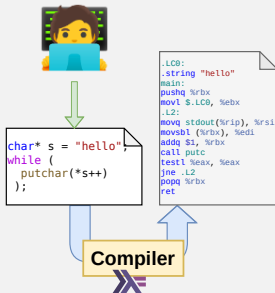 char* s = "hello";
while (
  putchar(*s++)
);
.LC0:
.string "hello"
main:
pushq %rbx
movl $.LC0, %ebx
.L2:
movq stdout(%rip), %rsi
movsbl (%rbx), %edi
addq $1, %rbx
call putc
testl %eax, %eax
jne .L2
popq %rbx
ret
Compiler